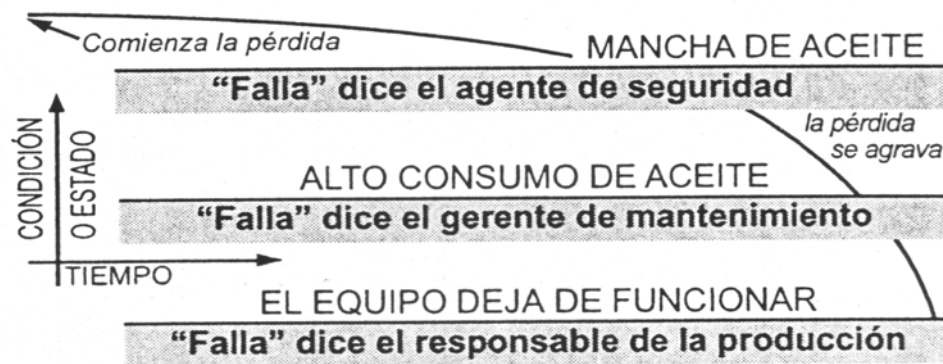 Comienza la pérdida
MANCHA DE ACEITE
“Falla” dice el agente de seguridad
la pérdida
se agrava
CONDICIÓN
O ESTADO
ALTO CONSUMO DE ACEITE
“Falla” dice el gerente de mantenimiento
TIEMPO
EL EQUIPO DEJA DE FUNCIONAR
“Falla” dice el responsable de la producción